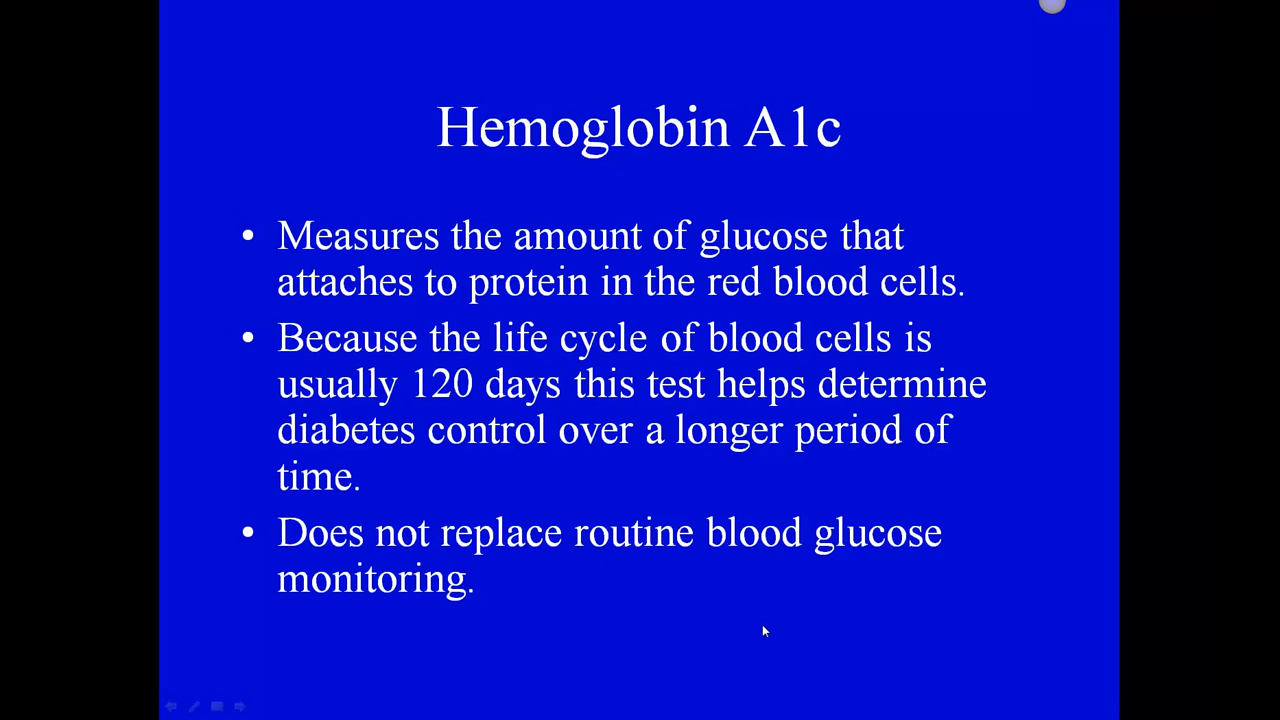 Hemoglobin A1c
• Measures the amount of glucose that
attaches to protein in the red blood cells.
• Because the life cycle of blood cells is
usually 120 days this test helps determine
diabetes control over a longer period of
time.
• Does not replace routine blood glucose
monitoring.